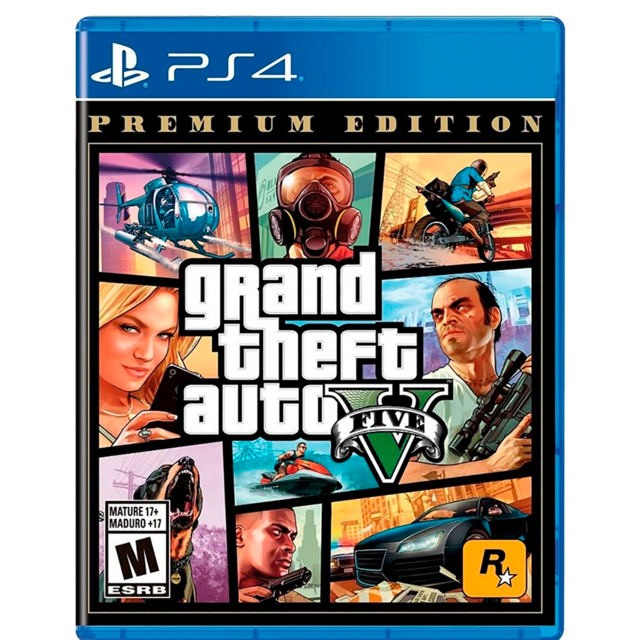 PS4
PREMIUM EDITION
grand
theft
auto
V
FIVE
MATURE 17+
MADURO +17
M
ESRB
R